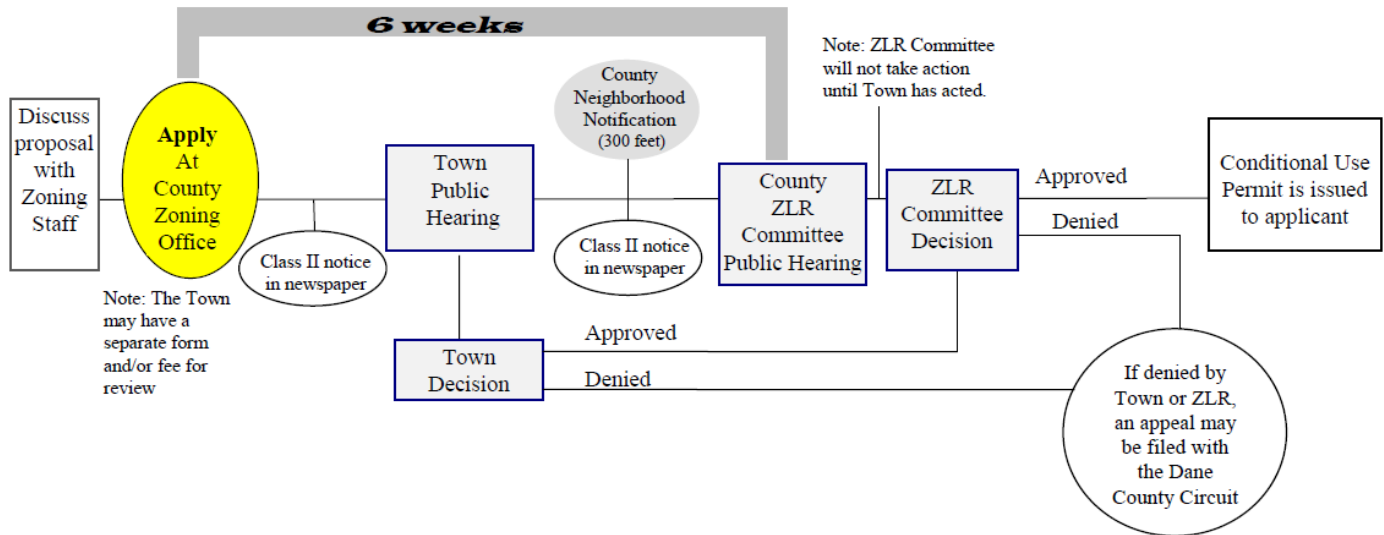 6 weeks
Note: ZLR Committee
will not take action
until Town has acted.
County
Neighborhood
Notification
(300 feet)
Discuss
proposal
with
Zoning
Staff
Apply
At
County
Zoning
Office
Town
Public
Hearing
County
ZLR
Committee
Public Hearing
ZLR
Committee
Decision
Approved
Denied
Conditional Use
Permit is issued
to applicant
Class II notice
in newspaper
Class II notice
in newspaper
Note: The Town
may have a
separate form
and/or fee for
review
Town
Decision
Approved
Denied
If denied by
Town or ZLR,
an appeal may
be filed with
the Dane
County Circuit